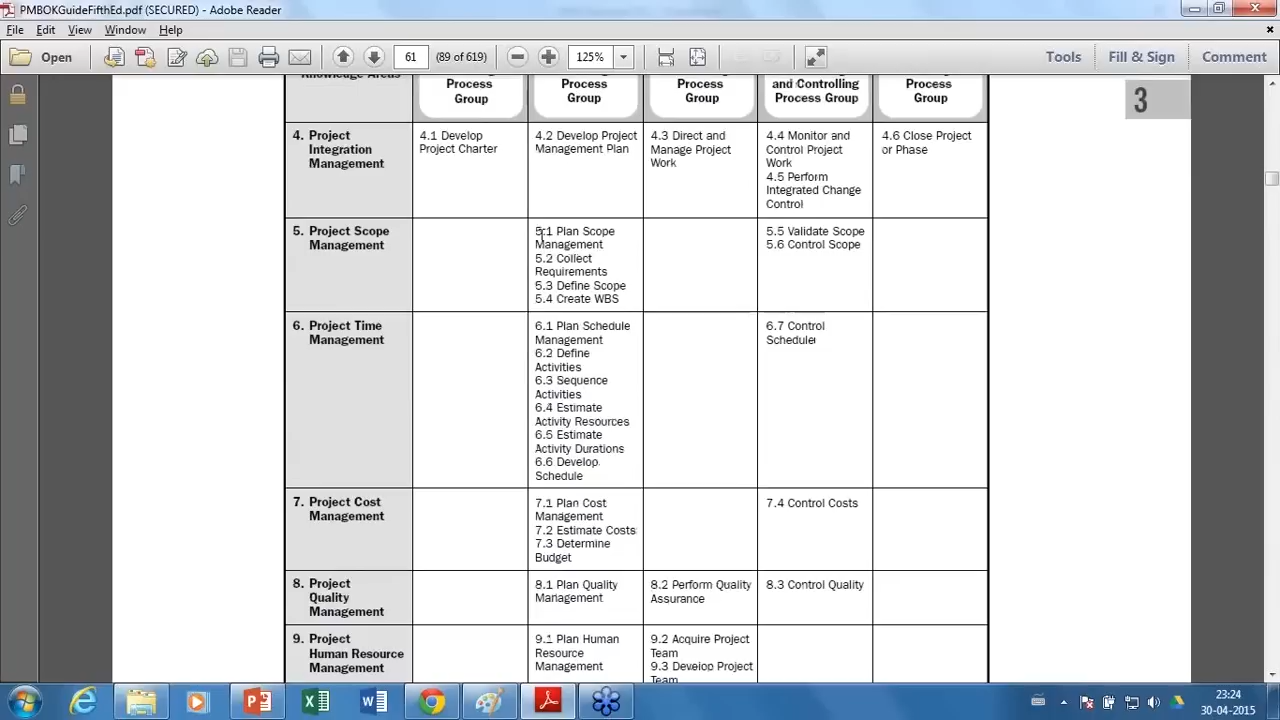 PMBOKGuideFifthEd.pdf (SECURED) - Adobe Reader
File Edit View Window Help
Open 61 (89 of 619) 125% Tools Fill & Sign Comment
Knowledge Areas
Process Group
Process Group
Process Group
and Controlling Process Group
Process Group
3
4. Project
Integration
Management
4.1 Develop
Project Charter
4.2 Develop Project
Management Plan
4.3 Direct and
Manage Project
Work
4.4 Monitor and
Control Project
Work
4.5 Perform
Integrated Change
Control
4.6 Close Project
or Phase
5. Project Scope
Management
5.1 Plan Scope
Management
5.2 Collect
Requirements
5.3 Define Scope
5.4 Create WBS
5.5 Validate Scope
5.6 Control Scope
6. Project Time
Management
6.1 Plan Schedule
Management
6.2 Define
Activities
6.3 Sequence
Activities
6.4 Estimate
Activity Resources
6.5 Estimate
Activity Durations
6.6 Develop
Schedule
6.7 Control
Schedule
7. Project Cost
Management
7.1 Plan Cost
Management
7.2 Estimate Costs
7.3 Determine
Budget
7.4 Control Costs
8. Project
Quality
Management
8.1 Plan Quality
Management
8.2 Perform Quality
Assurance
8.3 Control Quality
9. Project
Human Resource
Management
9.1 Plan Human
Resource
Management
9.2 Acquire Project
Team
9.3 Develop Project
Team
23:24
30-04-2015